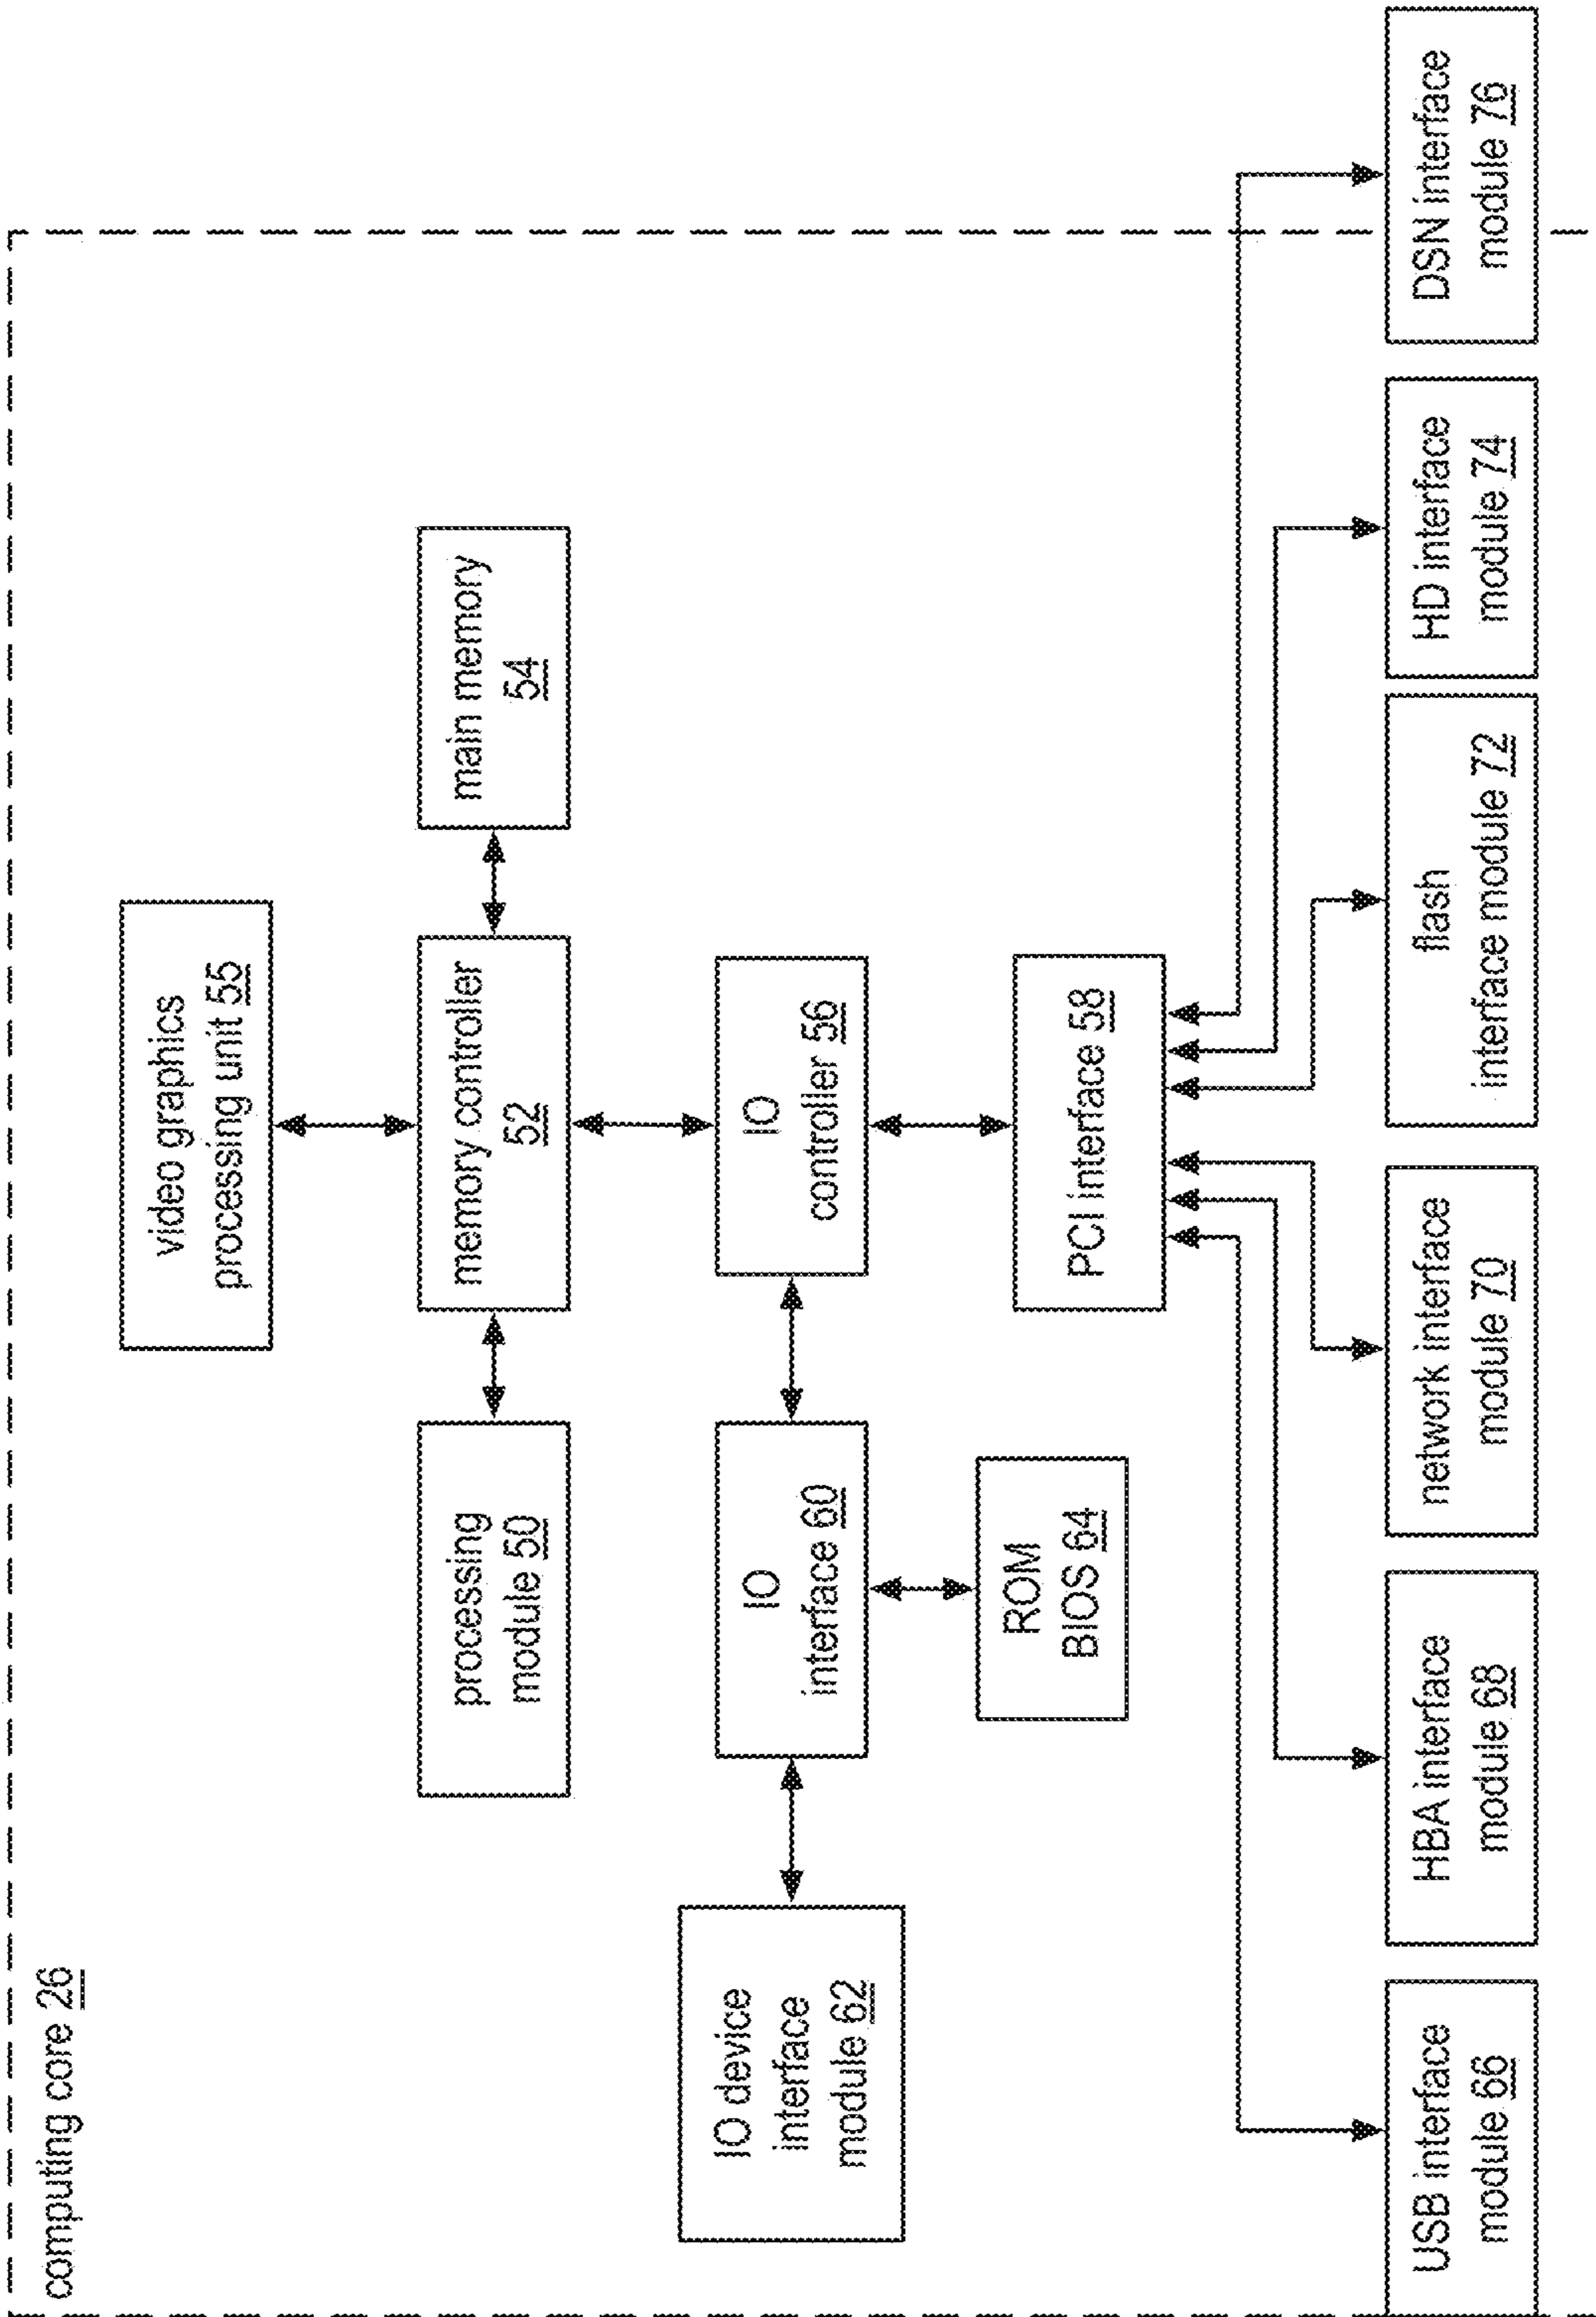 computing core 26
video graphics
processing unit 55
processing
module 50
memory controller
52
main memory
54
IO device
interface
module 62
IO
interface 60
IO
controller 56
ROM
BIOS 64
PCI interface 58
USB interface
module 66
HBA interface
module 68
network interface
module 70
flash
interface module 72
HD interface
module 74
DSN interface
module 76